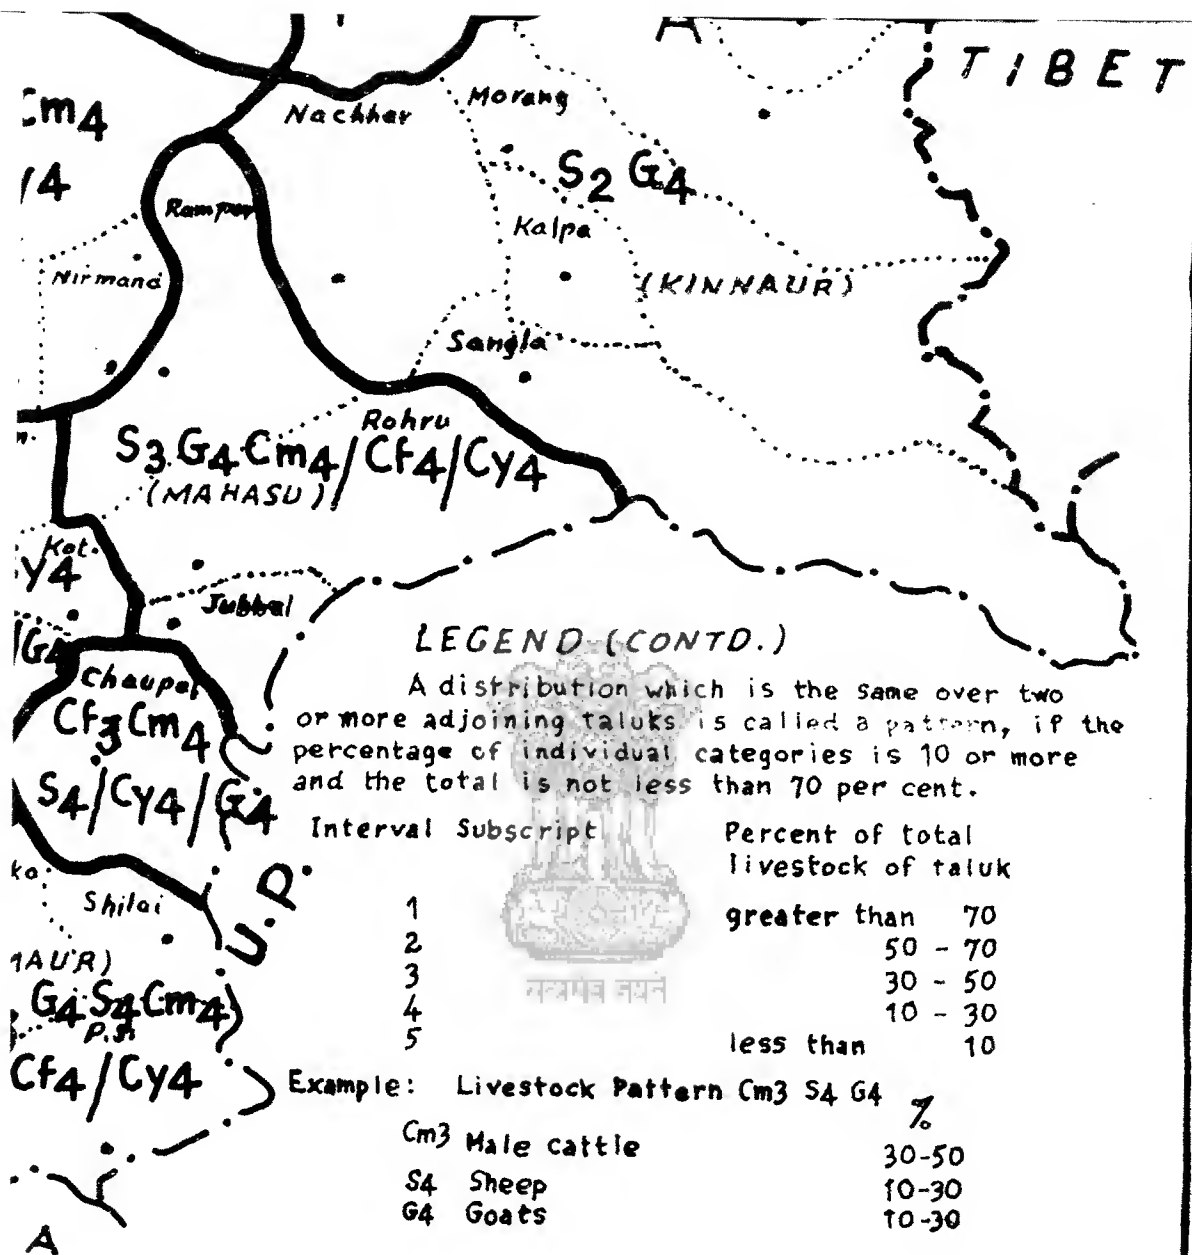 A
TIBET
Cm4
Nachhar
Morang
S2 G4
Rampur
Kalpa
Nirmand
(KINNAUR)
Sangla
Rohru
S3 G4 Cm4/Cf4/Cy4
(MAHASU)
Kot.
Y4
Jubbal
G4
Chaupal
Cf3 Cm4
S4/Cy4/G4
U.P.
Shilai
G4 S4 Cm4
Cf4/Cy4
A
LEGEND (CONTD.)
A distribution which is the same over two
or more adjoining taluks is called a pattern, if the
percentage of individual categories is 10 or more
and the total is not less than 70 per cent.
Interval Subscript Percent of total
livestock of taluk
1 greater than 70
2 50 - 70
3 30 - 50
4 10 - 30
5 less than 10
Example: Livestock Pattern Cm3 S4 G4
%
Cm3 Male cattle 30-50
S4 Sheep 10-30
G4 Goats 10-30